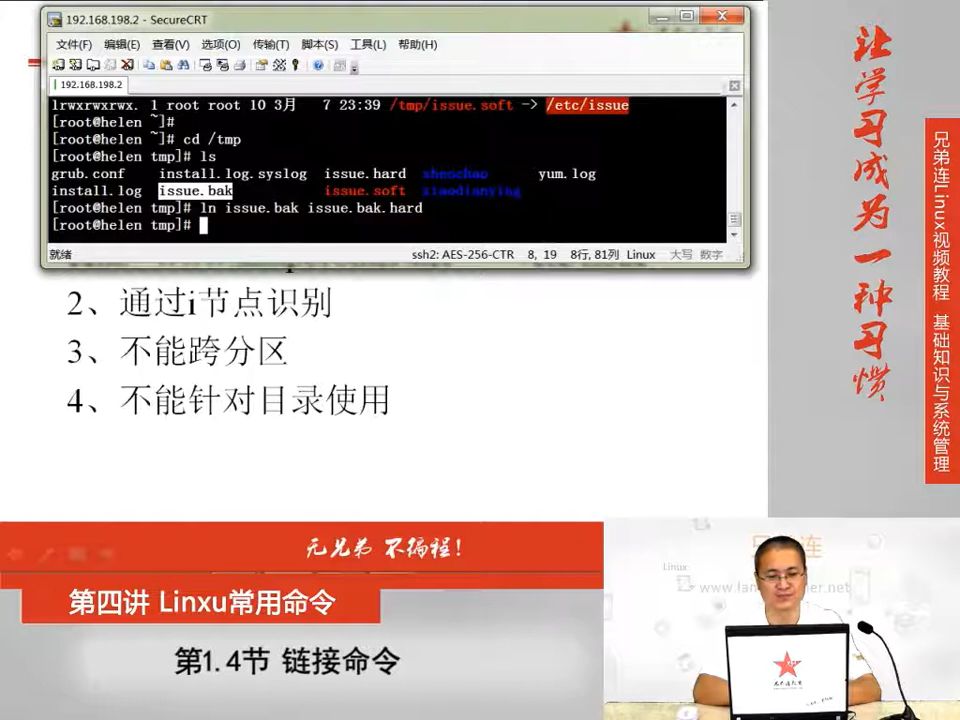 192.168.198.2 - SecureCRT
文件(F) 编辑(E) 查看(V) 选项(O) 传输(T) 脚本(S) 工具(L) 帮助(H)
192.168.198.2
lrwxrwxrwx. 1 root root 10 3月 7 23:39 /tmp/issue.soft -> /etc/issue
[root@helen ~]#
[root@helen ~]# cd /tmp
[root@helen tmp]# ls
grub.conf install.log.syslog issue.hard shenchao yum.log
install.log issue.bak issue.soft xiaodianying
[root@helen tmp]# ln issue.bak issue.bak.hard
[root@helen tmp]#
就绪 ssh2: AES-256-CTR 8, 19 8行, 81列 Linux 大写 数字
2、通过i节点识别
3、不能跨分区
4、不能针对目录使用
让学习成为一种习惯
兄弟连Linux视频教程 基础知识与系统管理
无兄弟 不编程!
第四讲 Linxu常用命令
第1.4节 链接命令
Linux